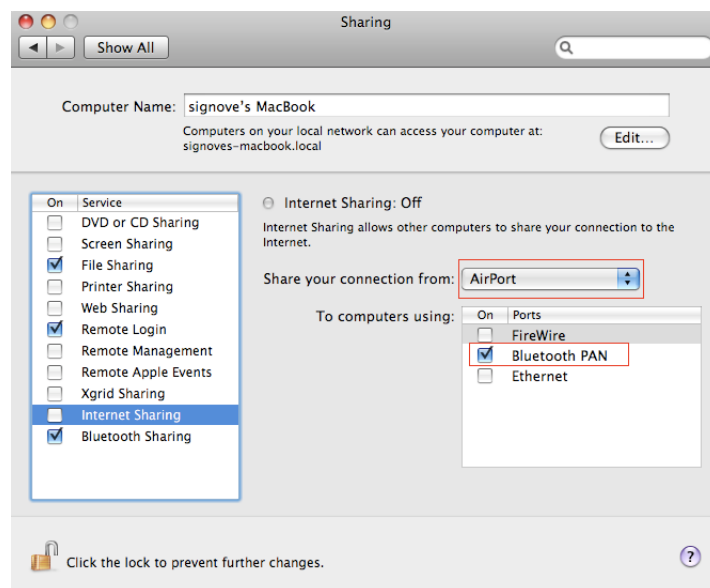 Sharing
Show All
Computer Name: signove's MacBook
Computers on your local network can access your computer at:
signoves-macbook.local
Edit...
On Service
DVD or CD Sharing
Screen Sharing
File Sharing
Printer Sharing
Web Sharing
Remote Login
Remote Management
Remote Apple Events
Xgrid Sharing
Internet Sharing
Bluetooth Sharing
Internet Sharing: Off
Internet Sharing allows other computers to share your connection to the
Internet.
Share your connection from: AirPort
To computers using:
On Ports
FireWire
Bluetooth PAN
Ethernet
Click the lock to prevent further changes.
?